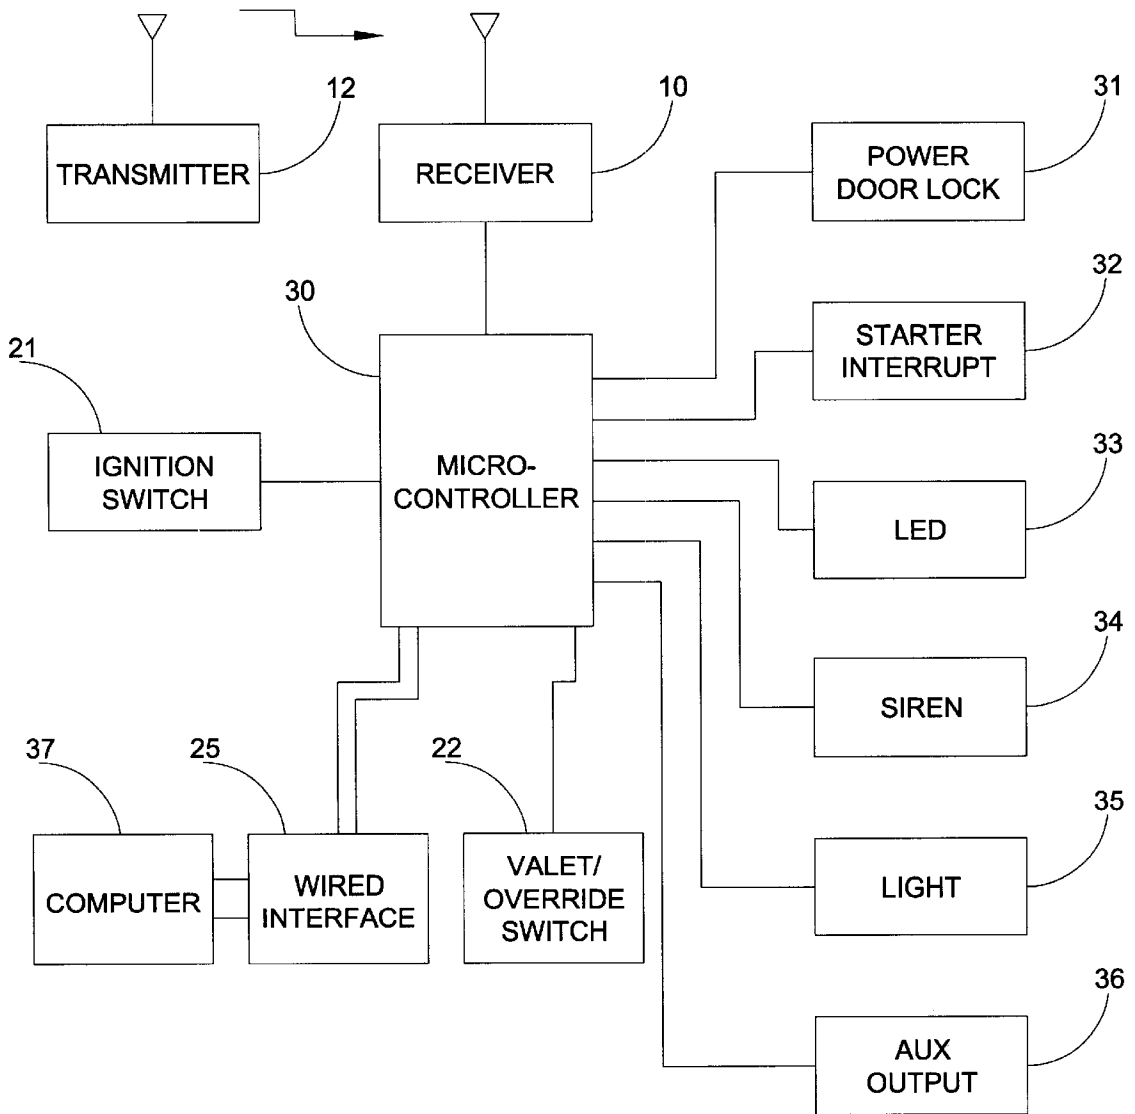 12
TRANSMITTER
10
RECEIVER
31
POWER
DOOR LOCK
30
MICRO-
CONTROLLER
32
STARTER
INTERRUPT
21
IGNITION
SWITCH
33
LED
34
SIREN
37
COMPUTER
25
WIRED
INTERFACE
22
VALET/
OVERRIDE
SWITCH
35
LIGHT
36
AUX
OUTPUT